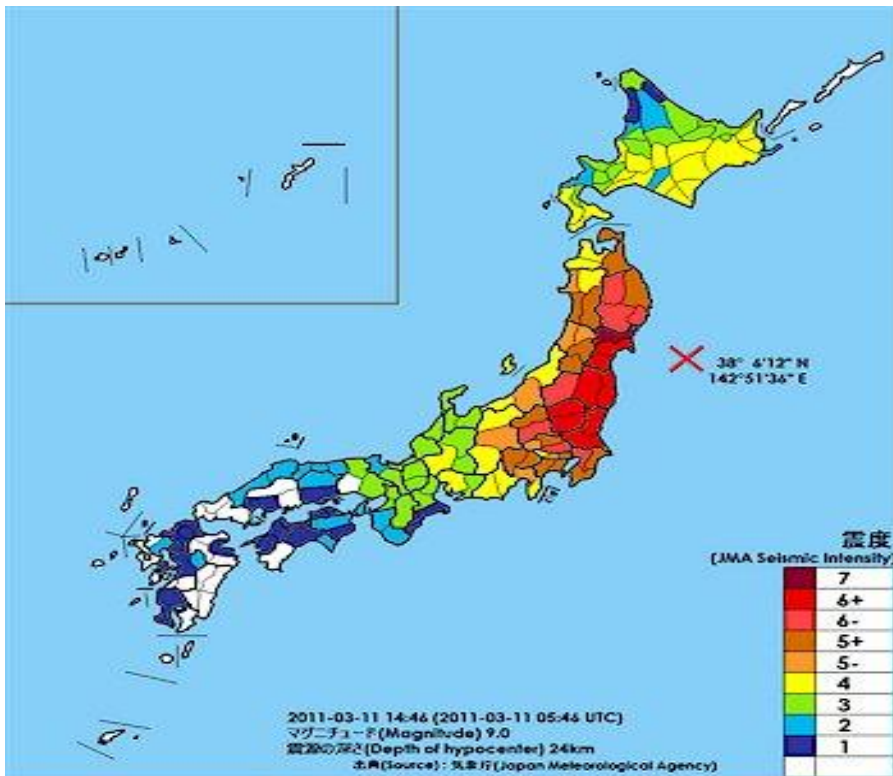 38° 6'12" N
142°51'36" E
震度
(JMA Seismic Intensity)
7
6+
6-
5+
5-
4
3
2
1
2011-03-11 14:46 (2011-03-11 05:46 UTC)
マグニチュード(Magnitude) 9.0
震源の深さ(Depth of hypocenter) 24km
出典(Source) : 気象庁(Japan Meteorological Agency)